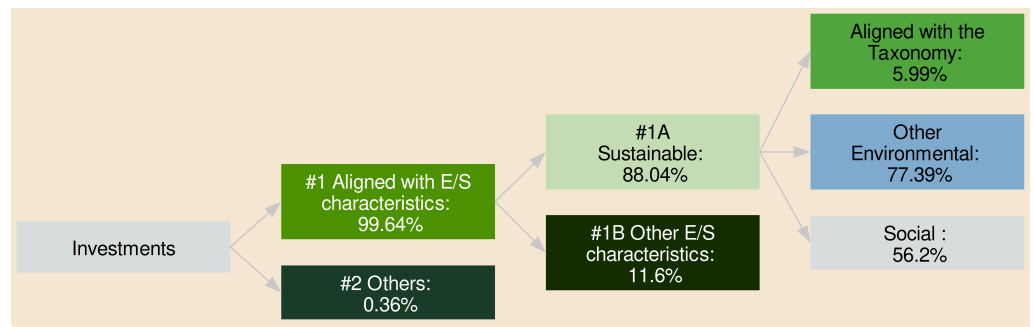 Investments
#1 Aligned with E/S
characteristics:
99.64%
#2 Others:
0.36%
#1A
Sustainable:
88.04%
#1B Other E/S
characteristics:
11.6%
Aligned with the
Taxonomy:
5.99%
Other
Environmental:
77.39%
Social :
56.2%